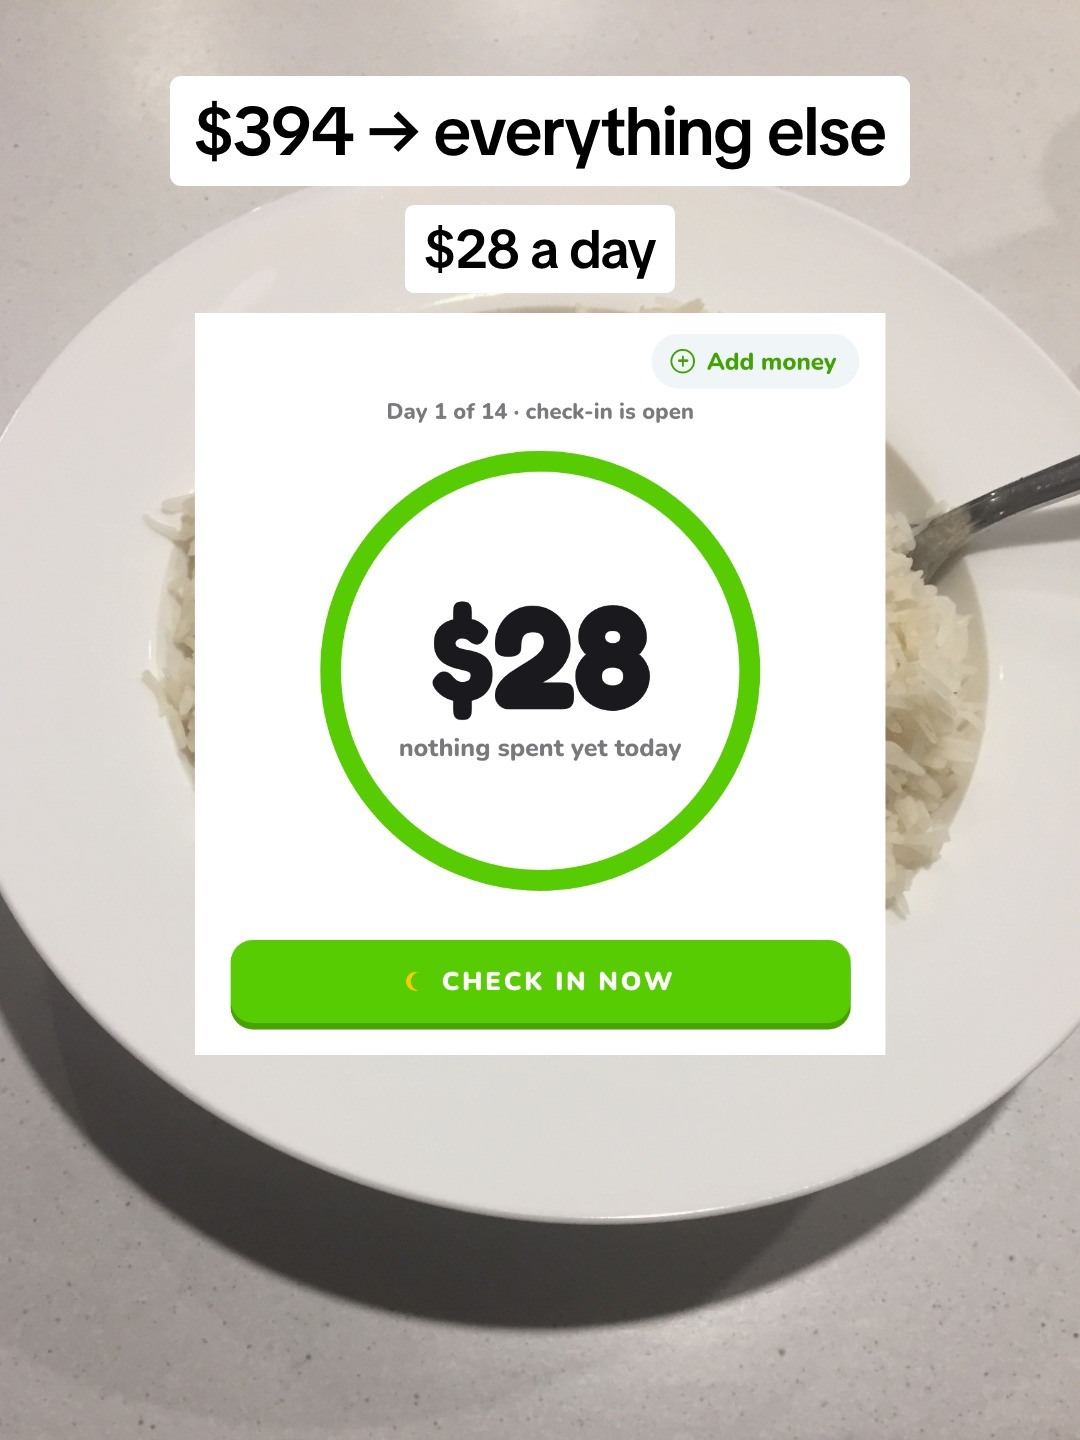 $394 → everything else
$28 a day
Add money
Day 1 of 14 · check-in is open
$28
nothing spent yet today
CHECK IN NOW